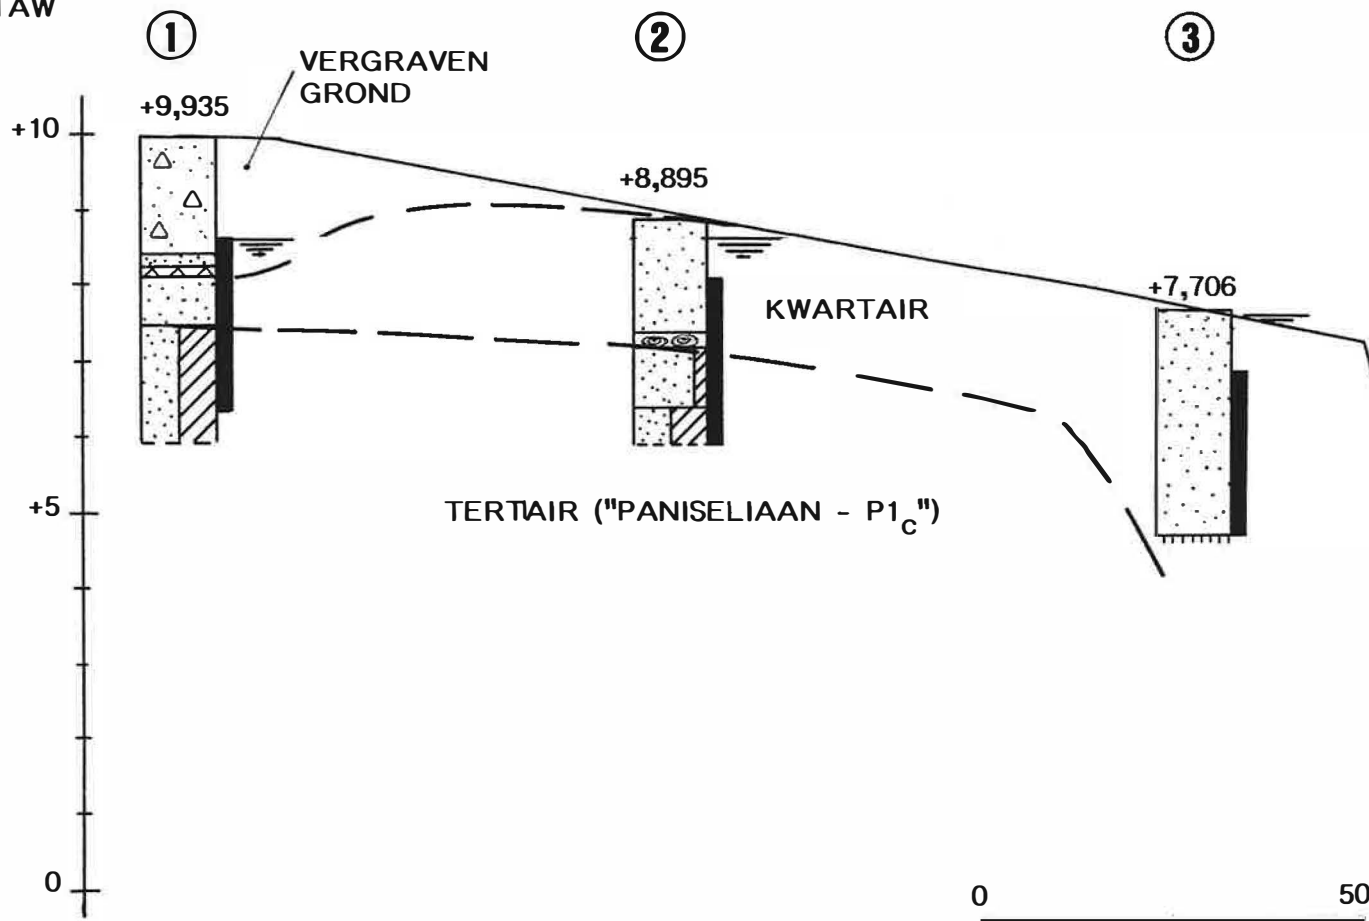 TAW
1
2
3
VERGRAVEN
GROND
+9,935
+10
+8,895
+7,706
KWARTAIR
+5
TERTIAIR ("PANISELIAAN - P1c")
0
0
50